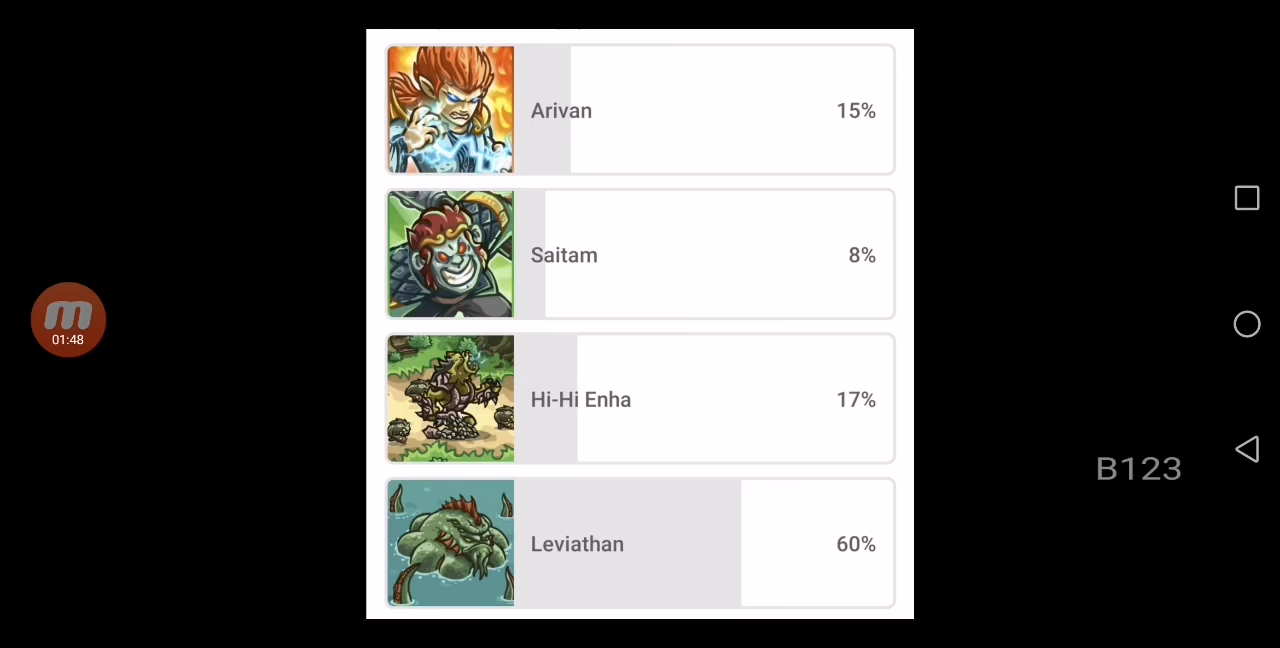 Arivan 15%
Saitam 8%
Hi-Hi Enha 17%
Leviathan 60%
m
01:48
B123